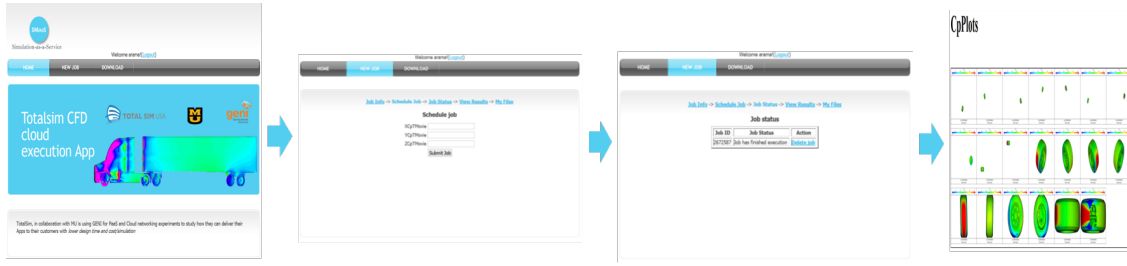 SMaaS
Simulation-as-a-Service
Welcome arema!(Logout)
HOME NEW JOB DOWNLOAD
Totalsim CFD
cloud
execution App
TOTAL SIM USA
MU
geni
TotalSim, in collaboration with MU is using GENI for PaaS and Cloud networking experiments to study how they can deliver their
Apps to their customers with lower design time and cost/simulation
Welcome arema!(Logout)
HOME NEW JOB DOWNLOAD
Job Info -> Schedule Job -> Job Status -> View Results -> My Files
Schedule job
XCpTMovie
YCpTMovie
ZCpTMovie
Submit Job
Welcome arema!(Logout)
HOME NEW JOB DOWNLOAD
Job Info -> Schedule Job -> Job Status -> View Results -> My Files
Job status
Job ID Job Status Action
2672587 Job has finished execution Delete job
CpPlots